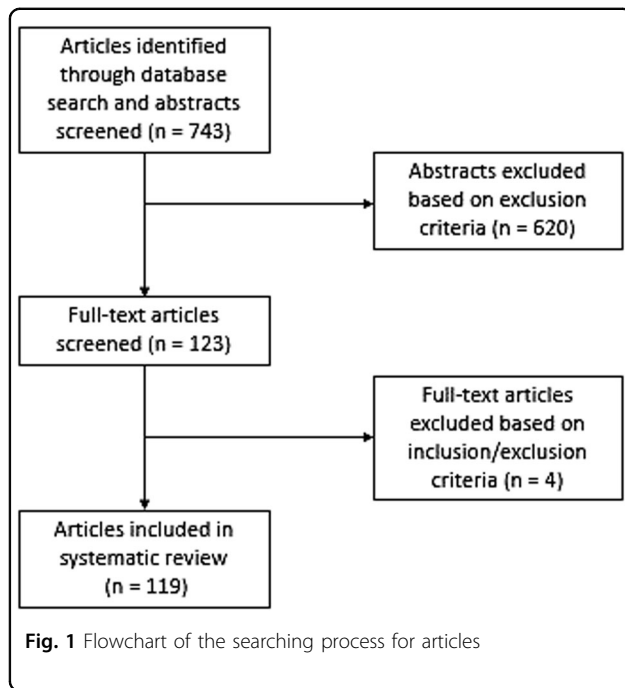 Articles identified
through database
search and abstracts
screened (n = 743)
Abstracts excluded
based on exclusion
criteria (n = 620)
Full-text articles
screened (n = 123)
Full-text articles
excluded based on
inclusion/exclusion
criteria (n = 4)
Articles included in
systematic review
(n = 119)
Fig. 1 Flowchart of the searching process for articles